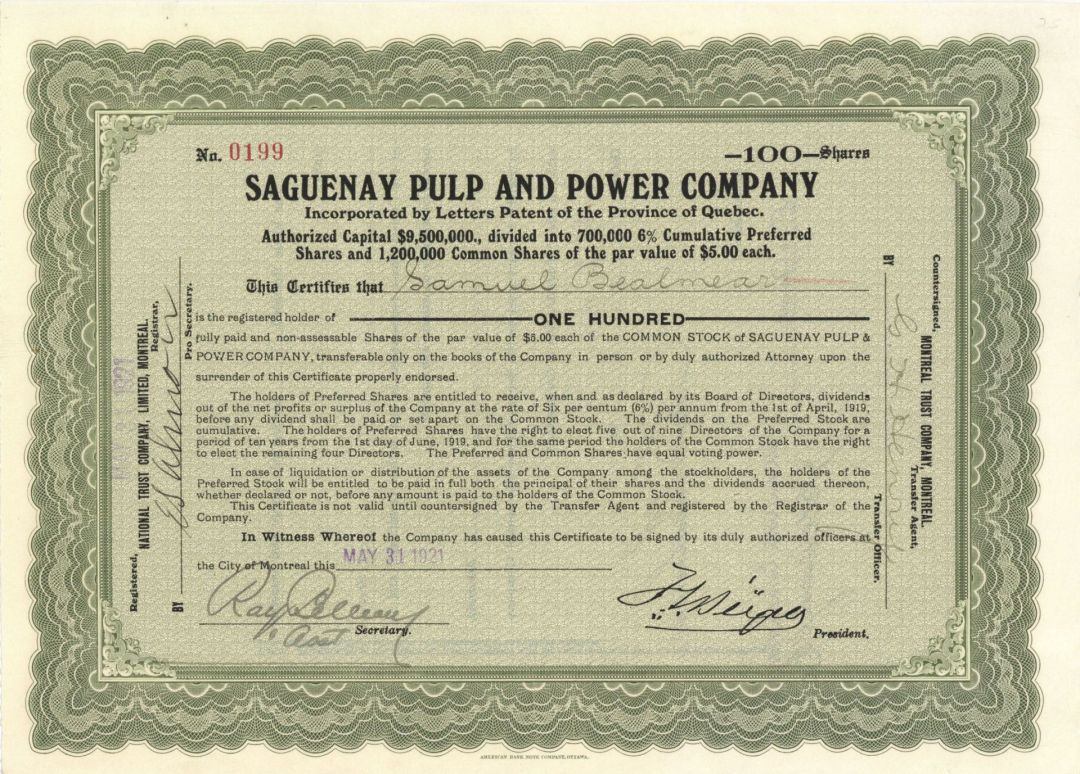 No. 0199
—100—Shares
SAGUENAY PULP AND POWER COMPANY
Incorporated by Letters Patent of the Province of Quebec.
Authorized Capital $9,500,000., divided into 700,000 6% Cumulative Preferred
Shares and 1,200,000 Common Shares of the par value of $5.00 each.
This Certifies that Samuel Bealmear
is the registered holder of ONE HUNDRED
fully paid and non-assessable Shares of the par value of $5.00 each of the COMMON STOCK of SAGUENAY PULP &
POWER COMPANY, transferable only on the books of the Company in person or by duly authorized Attorney upon the
surrender of this Certificate properly endorsed.
The holders of Preferred Shares are entitled to receive, when and as declared by its Board of Directors, dividends
out of the net profits or surplus of the Company at the rate of Six per centum (6%) per annum from the 1st of April, 1919,
before any dividend shall be paid or set apart on the Common Stock. The dividends on the Preferred Stock are
cumulative. The holders of Preferred Shares have the right to elect five out of nine Directors of the Company for a
period of ten years from the 1st day of June, 1919, and for the same period the holders of the Common Stock have the right
to elect the remaining four Directors. The Preferred and Common Shares have equal voting power.
In case of liquidation or distribution of the assets of the Company among the stockholders, the holders of the
Preferred Stock will be entitled to be paid in full both the principal of their shares and the dividends accrued thereon,
whether declared or not, before any amount is paid to the holders of the Common Stock.
This Certificate is not valid until countersigned by the Transfer Agent and registered by the Registrar of the
Company.
In Witness Whereof the Company has caused this Certificate to be signed by its duly authorized officers at
the City of Montreal this MAY 31 1921
Asst Secretary.
President.
Registered,
NATIONAL TRUST COMPANY, LIMITED, MONTREAL.
Registrar,
BY
Pro Secretary.
Countersigned,
MONTREAL TRUST COMPANY, MONTREAL.
Transfer Agent,
BY
Transfer Officer.
AMERICAN BANK NOTE COMPANY, OTTAWA.